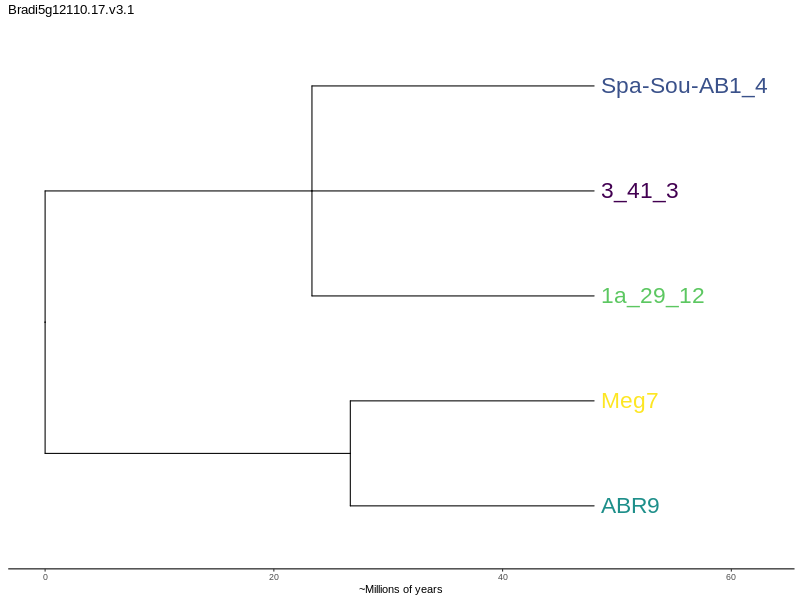 Bradi5g12110.17.v3.1
Spa-Sou-AB1_4
3_41_3
1a_29_12
Meg7
ABR9
0 20 40 60
~Millions of years